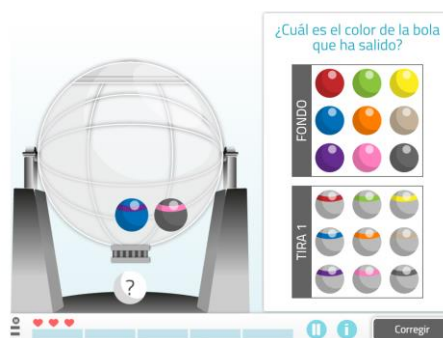 ¿Cuál es el color de la bola
que ha salido?
FONDO
TIRA 1
?
Corregir